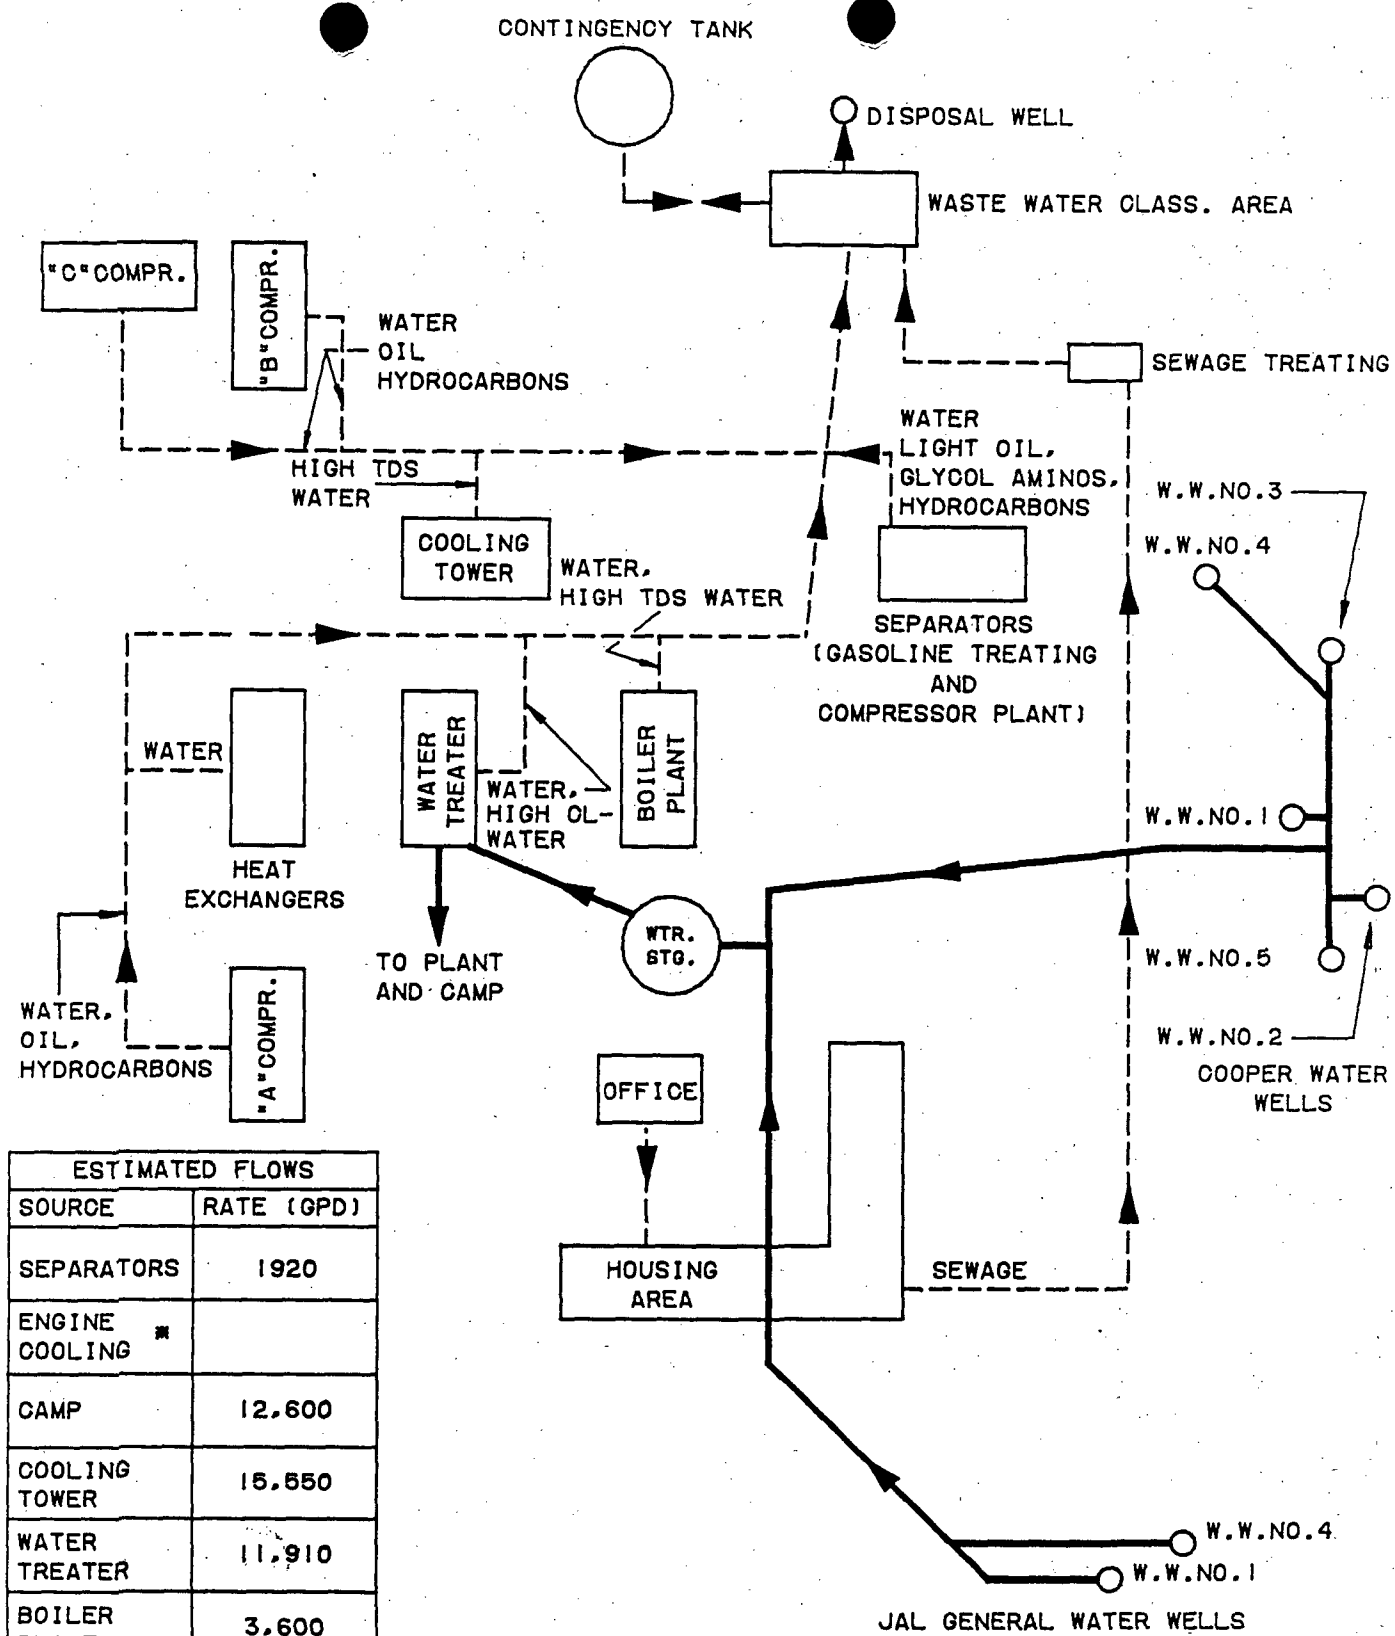 CONTINGENCY TANK
DISPOSAL WELL
WASTE WATER CLASS. AREA
"C"COMPR.
"B"COMPR.
WATER
OIL
HYDROCARBONS
SEWAGE TREATING
WATER
LIGHT OIL,
GLYCOL AMINOS,
HYDROCARBONS
HIGH TDS
WATER
W.W.NO.3
W.W.NO.4
COOLING
TOWER
WATER,
HIGH TDS WATER
SEPARATORS
(GASOLINE TREATING
AND
COMPRESSOR PLANT)
WATER
WATER
TREATER
BOILER
PLANT
WATER,
HIGH CL-
WATER
W.W.NO.1
HEAT
EXCHANGERS
WTR.
STG.
TO PLANT
AND CAMP
W.W.NO.5
WATER,
OIL,
HYDROCARBONS
"A"COMPR.
W.W.NO.2
COOPER WATER
WELLS
OFFICE
ESTIMATED FLOWS
SOURCE RATE (GPD)
SEPARATORS 1920
ENGINE
COOLING *
CAMP 12,600
COOLING
TOWER 15,550
WATER
TREATER 11,910
BOILER
3,600
HOUSING
AREA
SEWAGE
W.W.NO.4
W.W.NO.1
JAL GENERAL WATER WELLS